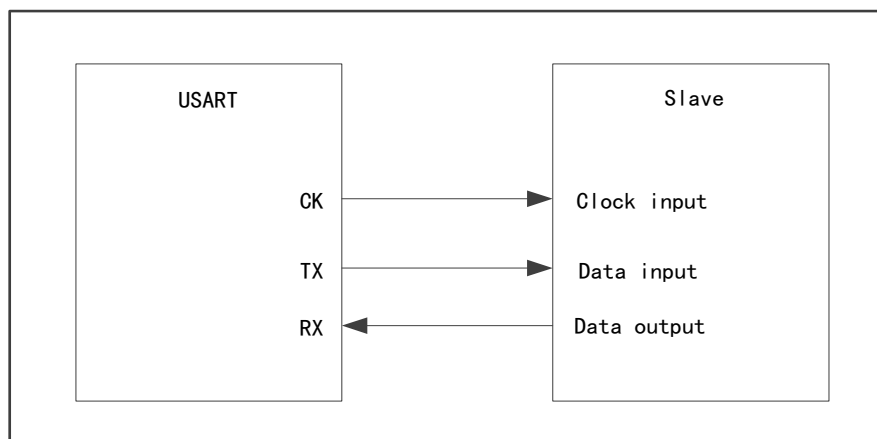 USART
Slave
CK
Clock input
TX
Data input
RX
Data output